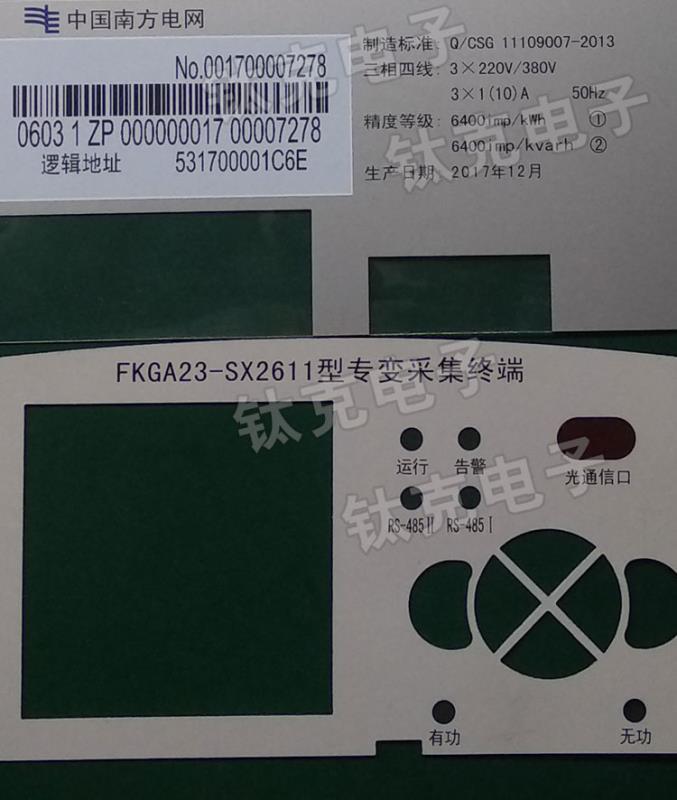 中国南方电网
No.001700007278
0603 1 ZP 000000017 00007278
逻辑地址 531700001C6E
制造标准: Q/CSG 11109007-2013
三相四线: 3×220V/380V
3×1(10)A 50Hz
精度等级: 6400imp/kWh ①
6400imp/kvarh ②
生产日期: 2017年12月
FKGA23-SX2611型专变采集终端
运行 告警
光通信口
RS-485Ⅱ RS-485Ⅰ
有功 无功
钛克电子
钛克电子
钛克电子
钛克电子